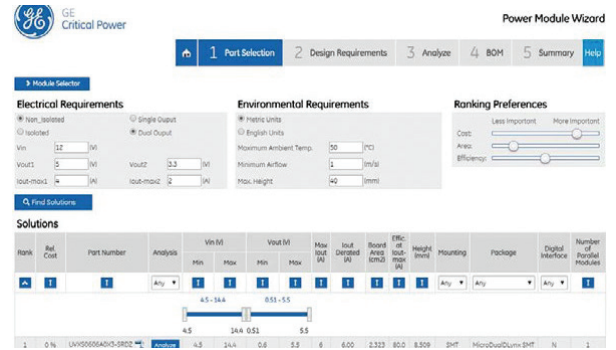 GE
Critical Power
Power Module Wizard
1 Part Selection 2 Design Requirements 3 Analyze 4 BOM 5 Summary Help
Module Selector
Electrical Requirements Environmental Requirements Ranking Preferences
Non_Isolated Single Ouput Metric Units Less Important More Important
Isolated Dual Ouput English Units Cost:
Vin 12 (V) Maximum Ambient Temp. 50 (°C) Area:
Vout1 5 (V) Vout2 3.3 (V) Minimum Airflow 1 (m/s) Efficiency:
Iout-max1 4 (A) Iout-max2 2 (A) Max. Height 40 (mm)
Find Solutions
Solutions
Rank Rel. Cost Part Number Analysis Vin (V) Min Max Vout (V) Min Max Max Iout (A) Iout Derated (A) Board Area (cm2) Effic. at Iout-max (A) Height (mm) Mounting Package Digital Interface Number of Parallel Modules
Any Any Any Any
4.5 - 14.4 0.51 - 5.5
4.5 14.4 0.51 5.5
1 0 % Analyze 4.5 14.4 0.6 5.5 6 6.00 2.323 80.0 8.509 SMT MicroDualDLynx SMT N 1